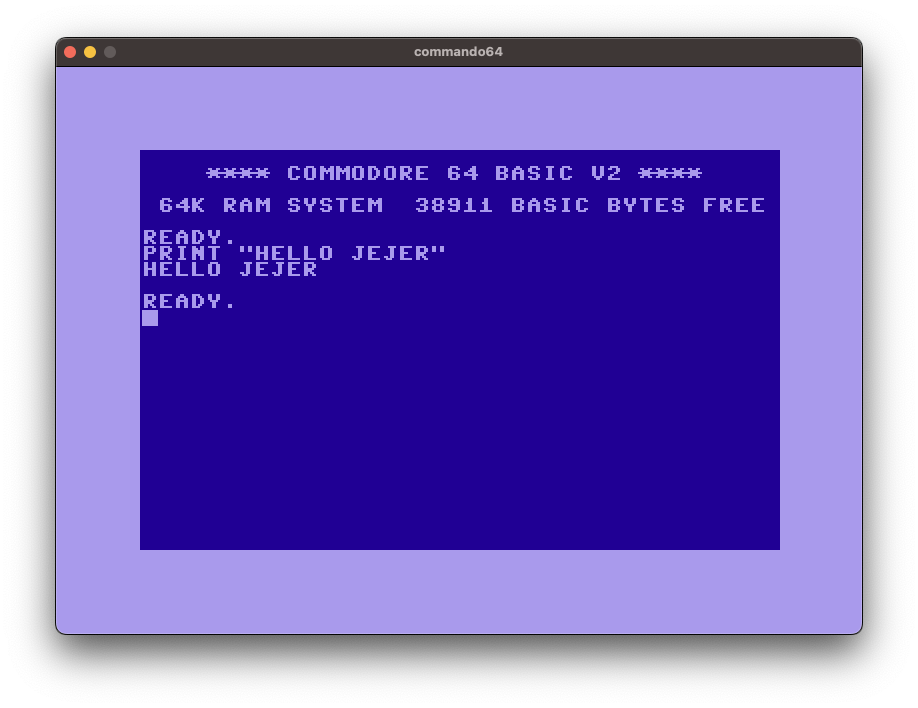 commando64
**** COMMODORE 64 BASIC V2 ****
64K RAM SYSTEM  38911 BASIC BYTES FREE
READY.
PRINT "HELLO JEJER"
HELLO JEJER
READY.